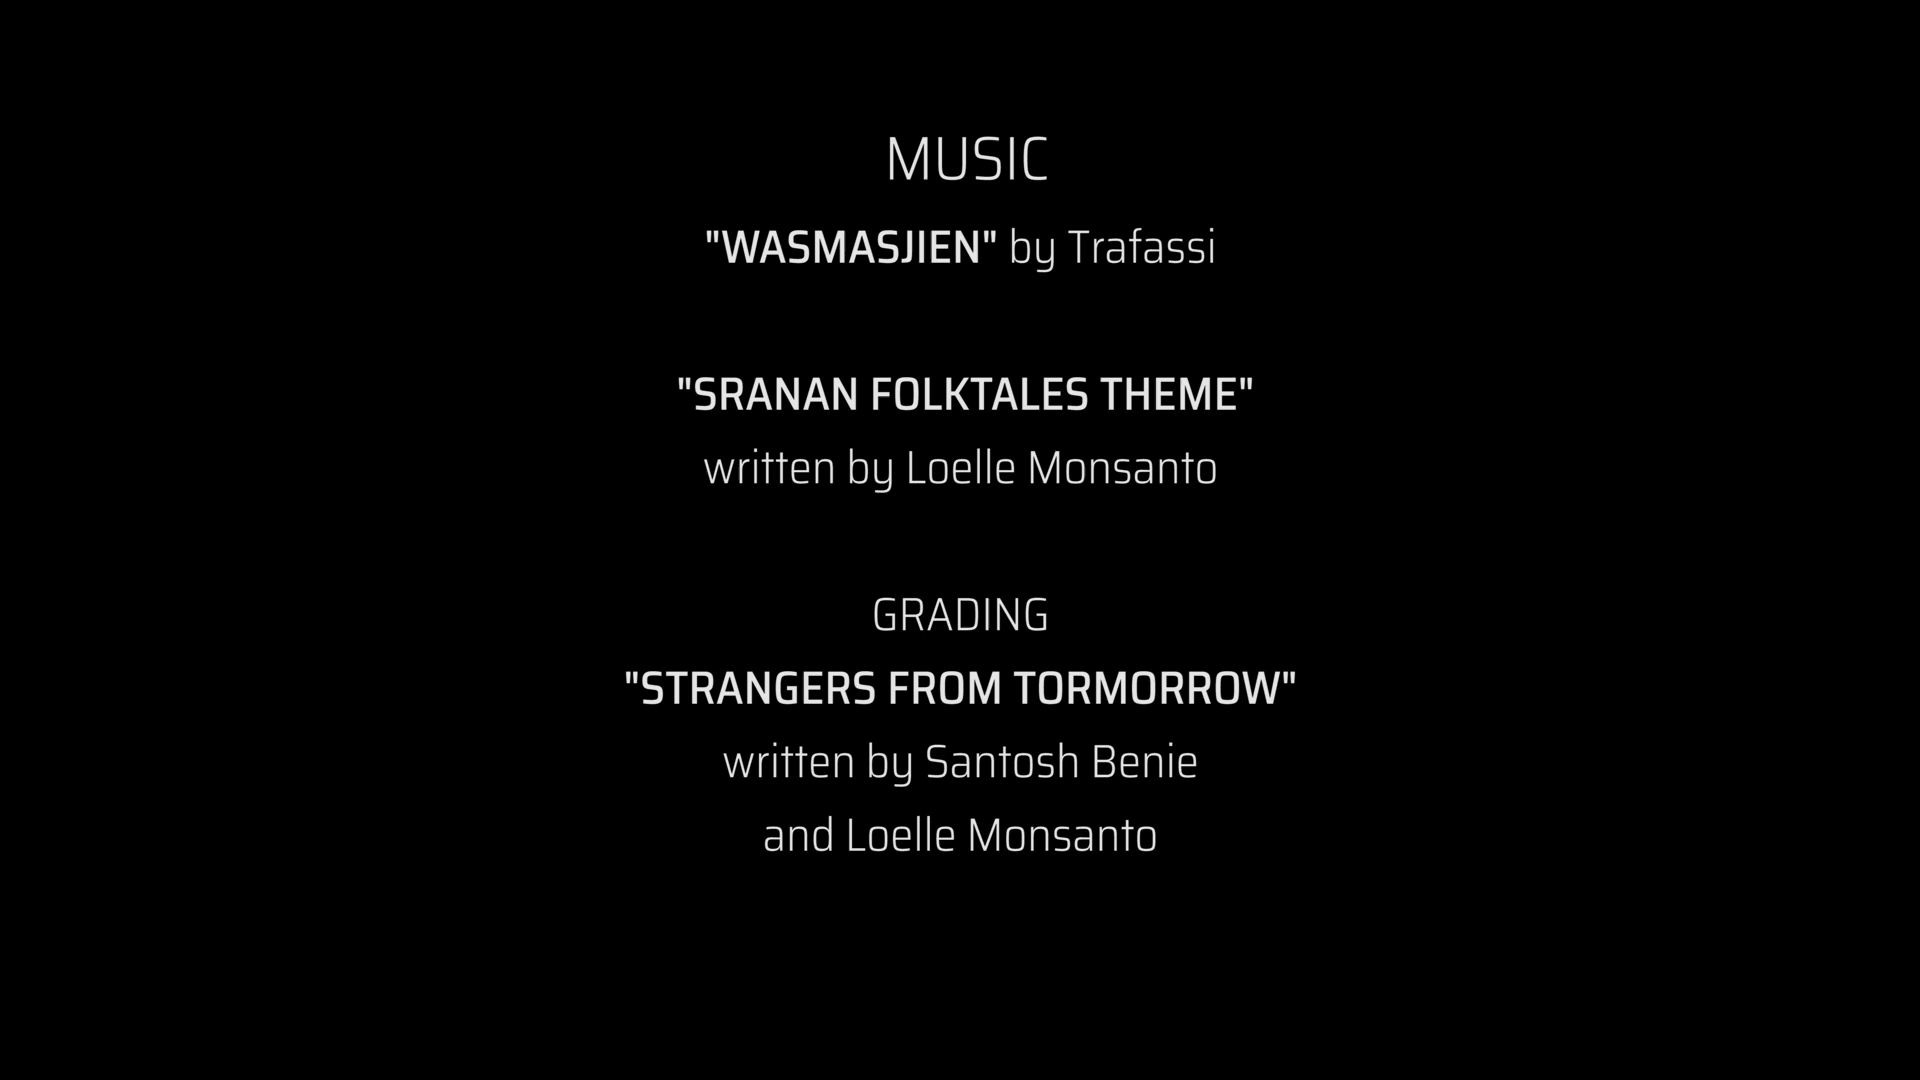 MUSIC
"WASMASJIEN" by Trafassi
"SRANAN FOLKTALES THEME"
written by Loelle Monsanto
GRADING
"STRANGERS FROM TORMORROW"
written by Santosh Benie
and Loelle Monsanto